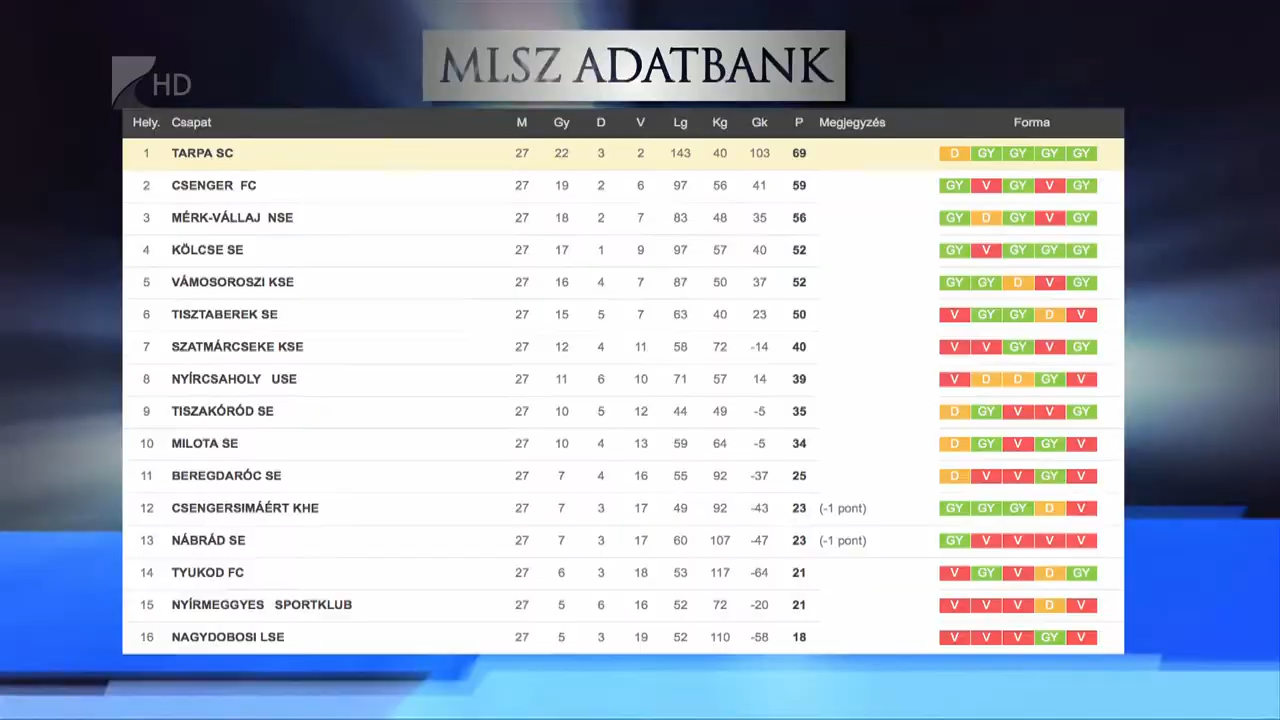 MLSZ ADATBANK
HD
Hely. Csapat M Gy D V Lg Kg Gk P Megjegyzés Forma
1 TARPA SC 27 22 3 2 143 40 103 69 D GY GY GY GY
2 CSENGER FC 27 19 2 6 97 56 41 59 GY V GY V GY
3 MÉRK-VÁLLAJ NSE 27 18 2 7 83 48 35 56 GY D GY V GY
4 KÖLCSE SE 27 17 1 9 97 57 40 52 GY V GY GY GY
5 VÁMOSOROSZI KSE 27 16 4 7 87 50 37 52 GY GY D V GY
6 TISZTABEREK SE 27 15 5 7 63 40 23 50 V GY GY D V
7 SZATMÁRCSEKE KSE 27 12 4 11 58 72 -14 40 V V GY V GY
8 NYÍRCSAHOLY USE 27 11 6 10 71 57 14 39 V D D GY V
9 TISZAKÓRÓD SE 27 10 5 12 44 49 -5 35 D GY V V GY
10 MILOTA SE 27 10 4 13 59 64 -5 34 D GY V GY V
11 BEREGDARÓC SE 27 7 4 16 55 92 -37 25 D V V GY V
12 CSENGERSIMÁÉRT KHE 27 7 3 17 49 92 -43 23 (-1 pont) GY GY GY D V
13 NÁBRÁD SE 27 7 3 17 60 107 -47 23 (-1 pont) GY V V V V
14 TYUKOD FC 27 6 3 18 53 117 -64 21 V GY V D GY
15 NYÍRMEGGYES SPORTKLUB 27 5 6 16 52 72 -20 21 V V V D V
16 NAGYDOBOSI LSE 27 5 3 19 52 110 -58 18 V V V GY V